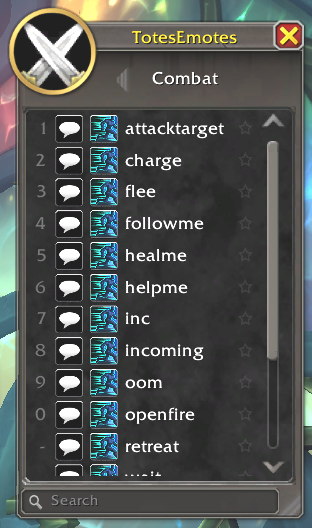 TotesEmotes
Combat
1 attacktarget
2 charge
3 flee
4 followme
5 healme
6 helpme
7 inc
8 incoming
9 oom
0 openfire
- retreat
Search